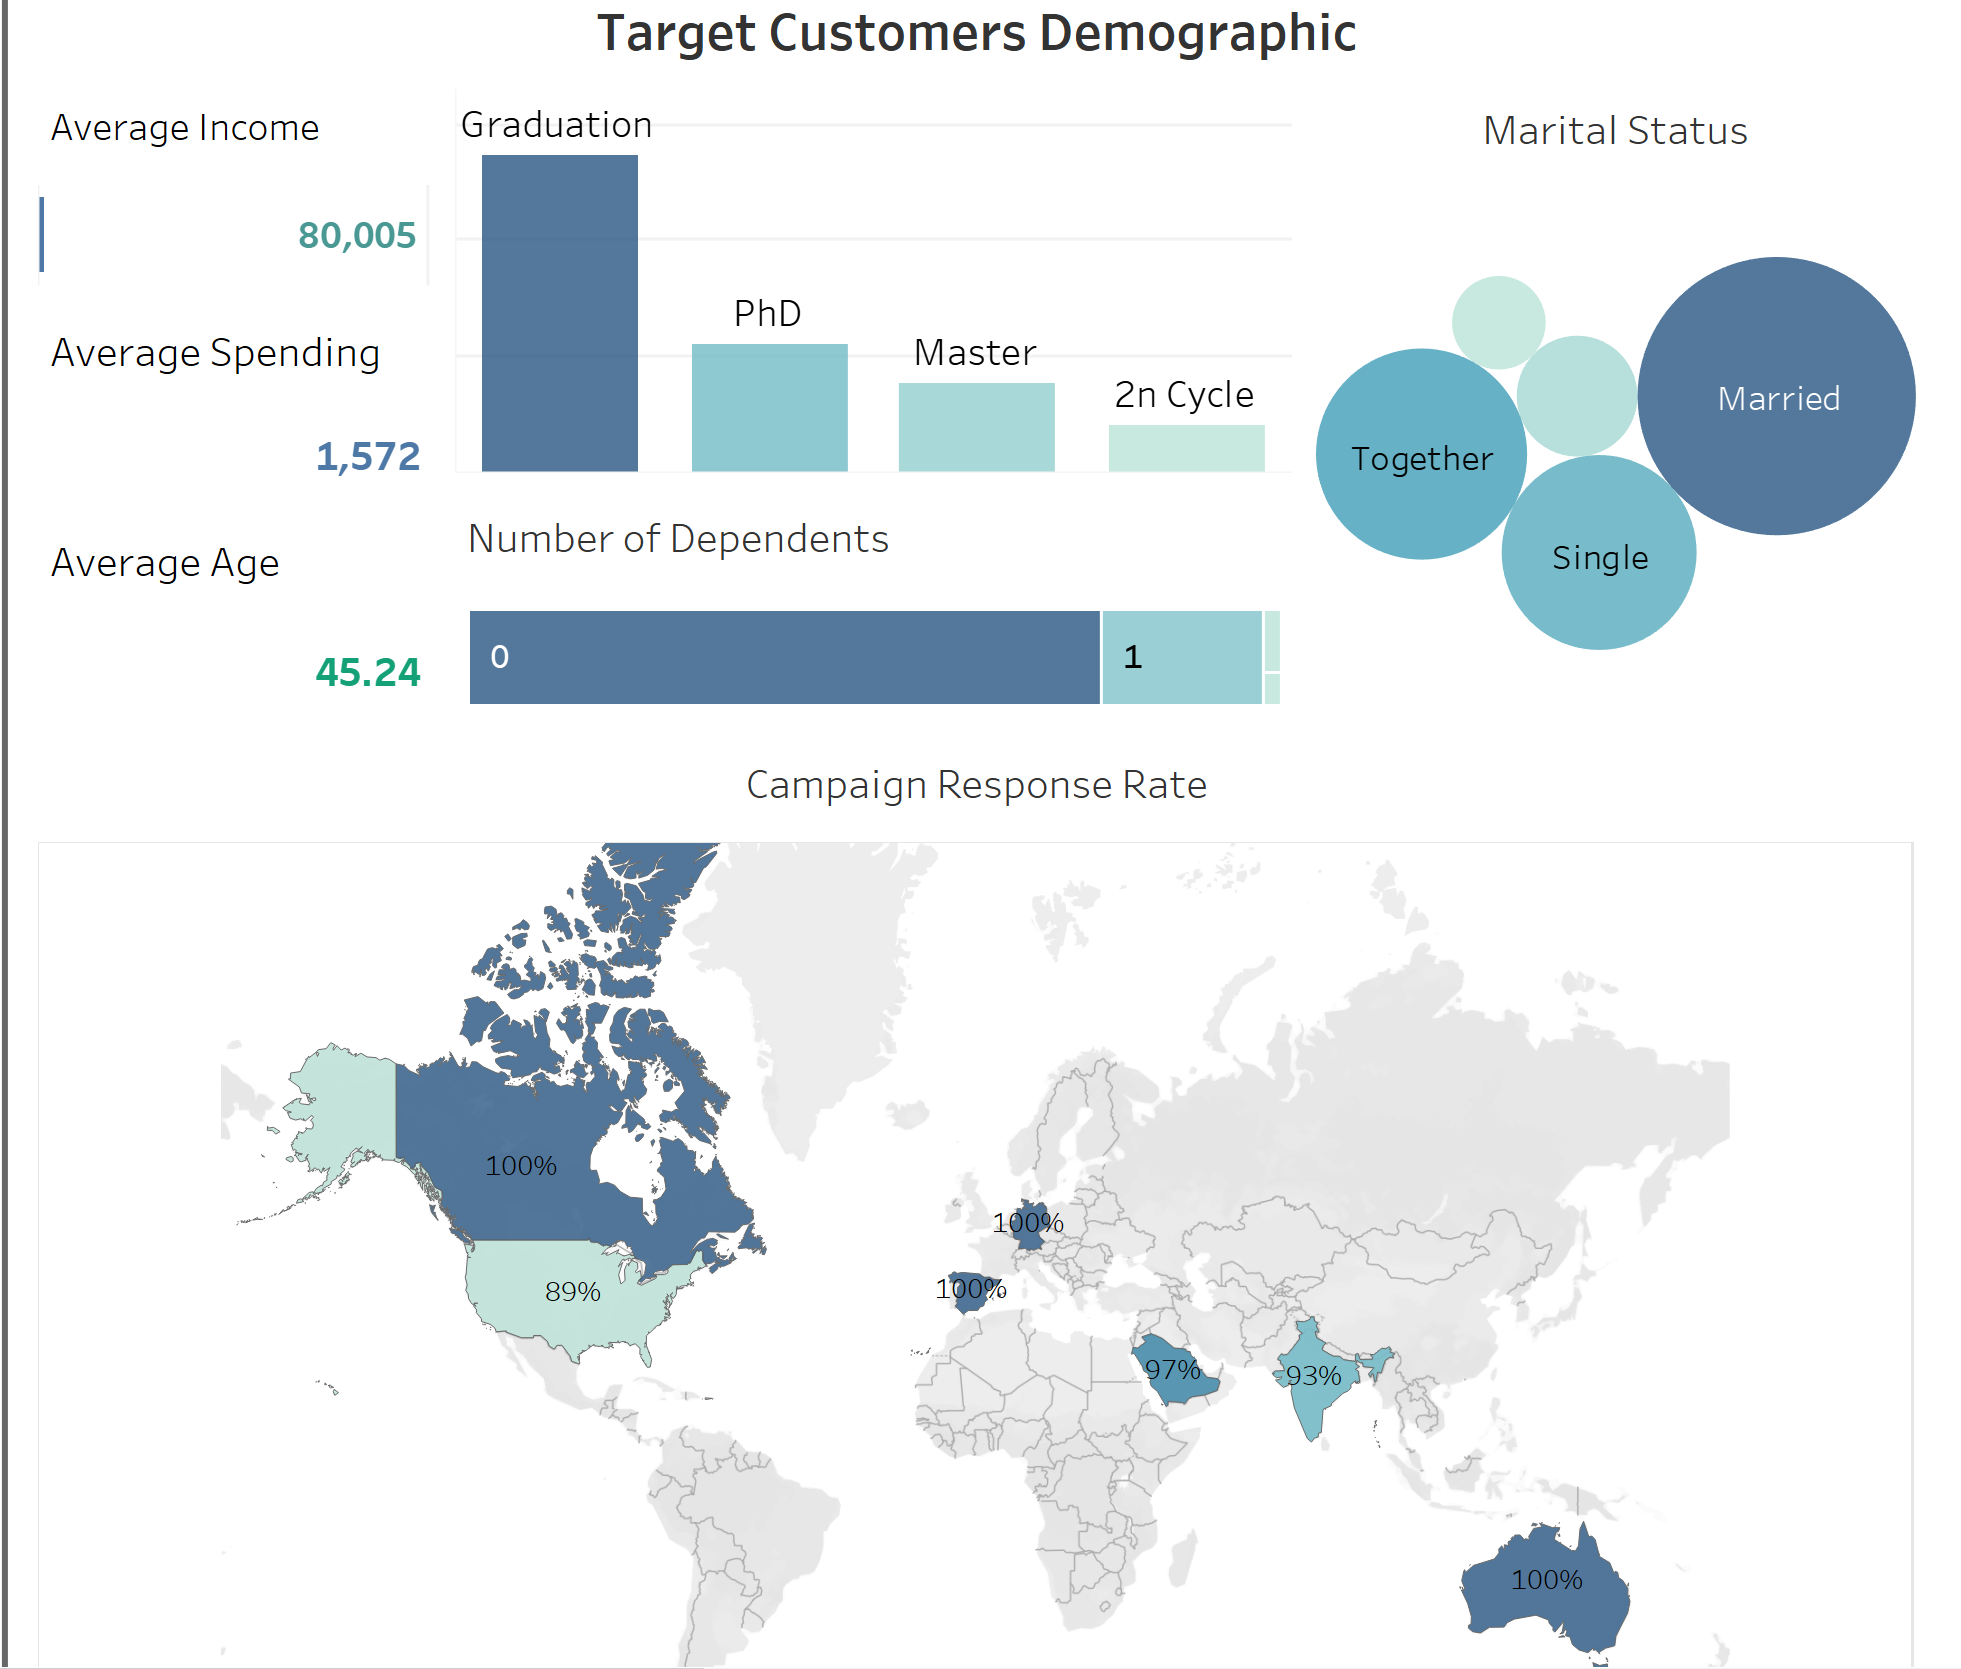 Target Customers Demographic
Average Income
80,005
Average Spending
1,572
Average Age
45.24
Graduation
PhD
Master
2n Cycle
Number of Dependents
0
1
Marital Status
Married
Together
Single
Campaign Response Rate
100%
89%
100%
100%
97%
93%
100%